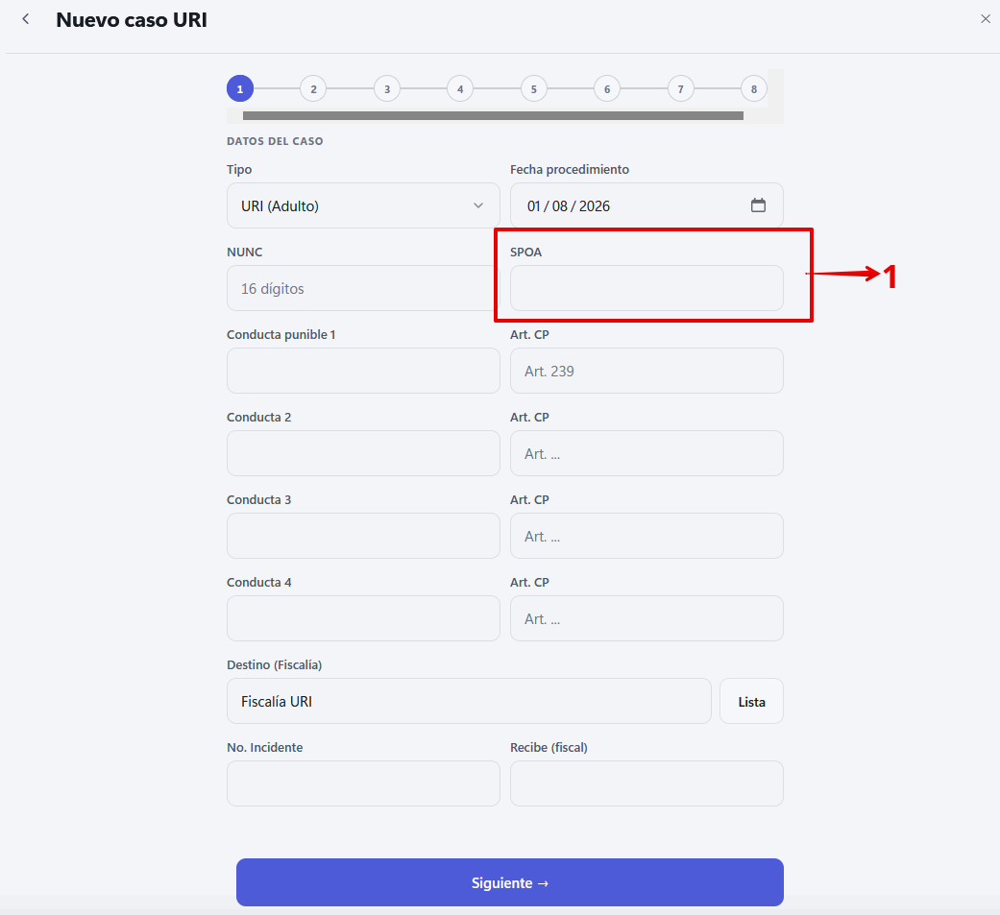 Nuevo caso URI
1 2 3 4 5 6 7 8
DATOS DEL CASO
Tipo Fecha procedimiento
URI (Adulto) 01 / 08 / 2026
NUNC SPOA
16 dígitos
1
Conducta punible 1 Art. CP
Art. 239
Conducta 2 Art. CP
Art. ...
Conducta 3 Art. CP
Art. ...
Conducta 4 Art. CP
Art. ...
Destino (Fiscalía)
Fiscalía URI Lista
No. Incidente Recibe (fiscal)
Siguiente →